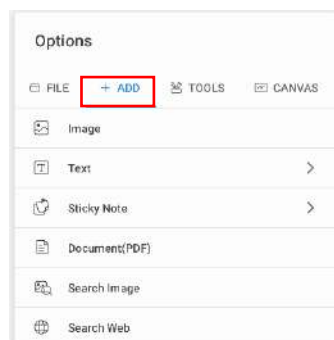 Options
FILE + ADD TOOLS CANVAS
Image
Text
Sticky Note
Document(PDF)
Search Image
Search Web